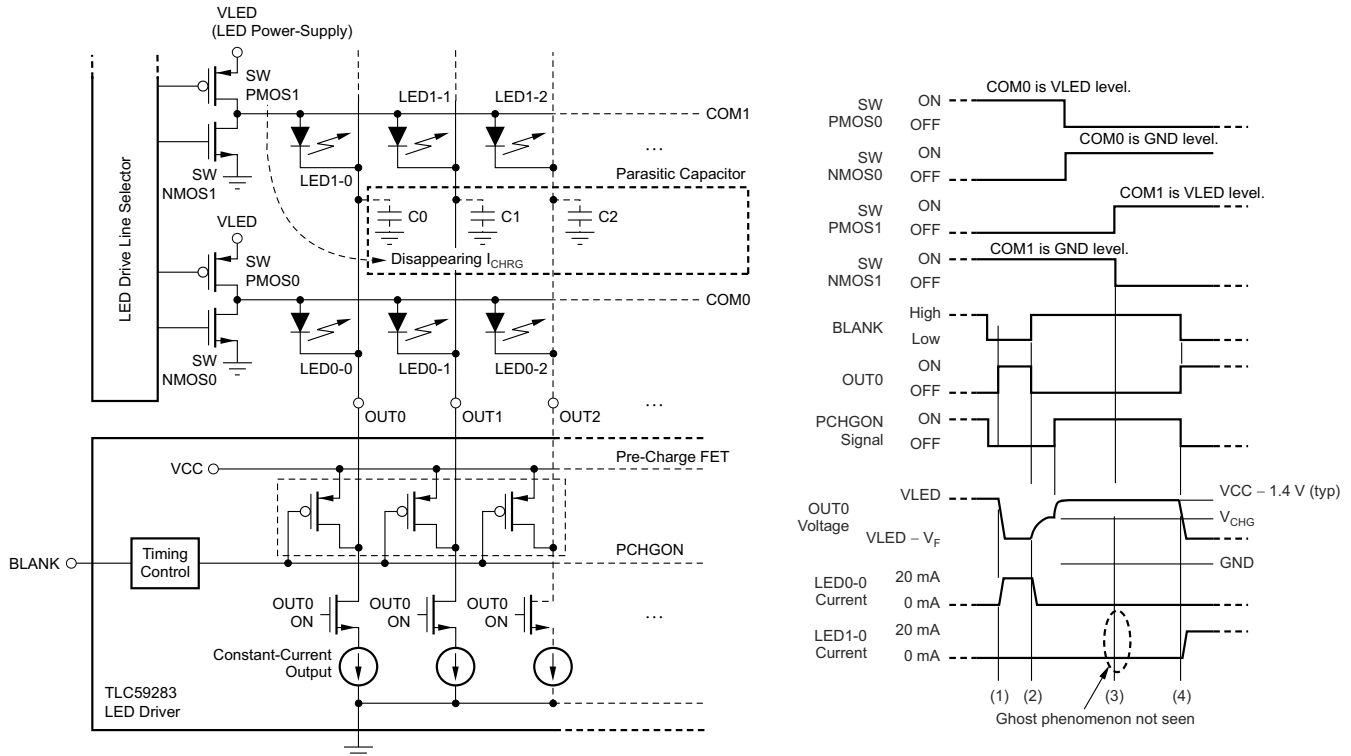 VLED
(LED Power-Supply)
SW
PMOS1
LED1-1
LED1-2
COM1
SW
NMOS1
LED1-0
...
Parasitic Capacitor
VLED
C0
C1
C2
SW
PMOS0
Disappearing I_CHRG
COM0
LED Drive Line Selector
SW
NMOS0
LED0-0
LED0-1
LED0-2
...
OUT0
OUT1
OUT2
...
VCC
Pre-Charge FET
BLANK
Timing
Control
PCHGON
OUT0
ON
OUT0
ON
OUT0
ON
...
Constant-Current
Output
TLC59283
LED Driver
COM0 is VLED level.
SW
PMOS0
ON
OFF
COM0 is GND level.
SW
NMOS0
ON
OFF
COM1 is VLED level.
SW
PMOS1
ON
OFF
COM1 is GND level.
SW
NMOS1
ON
OFF
BLANK
High
Low
OUT0
ON
OFF
PCHGON
Signal
ON
OFF
OUT0
Voltage
VLED
VLED – V_F
VCC – 1.4 V (typ)
V_CHG
GND
LED0-0
Current
20 mA
0 mA
LED1-0
Current
20 mA
0 mA
(1) (2) (3) (4)
Ghost phenomenon not seen